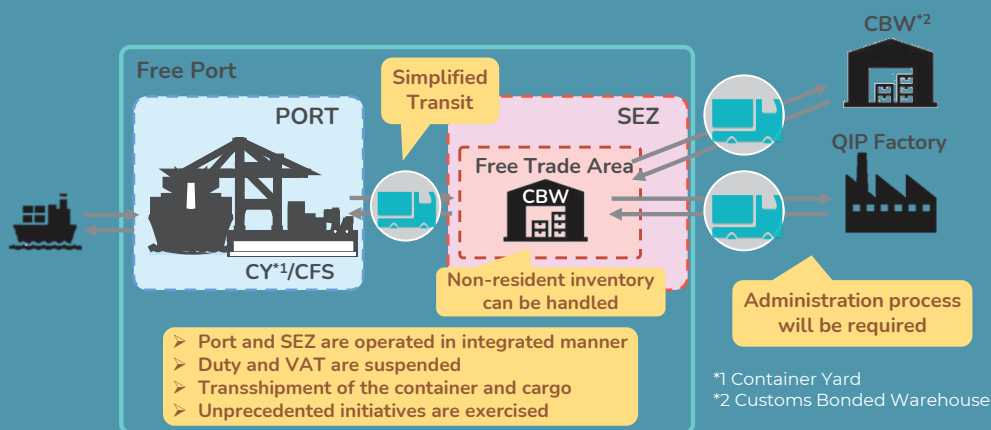 CBW*2
Free Port
Simplified
Transit
PORT
SEZ
QIP Factory
Free Trade Area
CBW
CY*1/CFS
Non-resident inventory
can be handled
Administration process
will be required
➢ Port and SEZ are operated in integrated manner
➢ Duty and VAT are suspended
➢ Transshipment of the container and cargo
➢ Unprecedented initiatives are exercised
*1 Container Yard
*2 Customs Bonded Warehouse